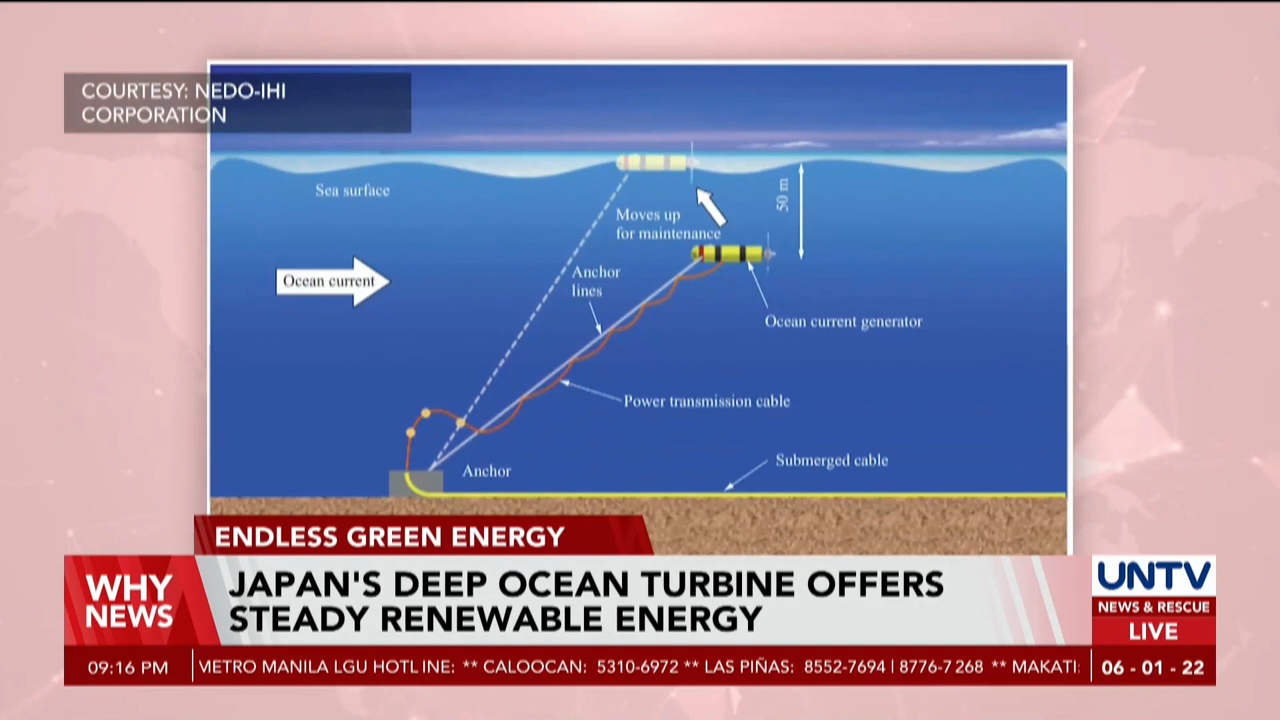 COURTESY: NEDO-IHI
CORPORATION
Sea surface
50 m
Moves up
for maintenance
Ocean current
Anchor
lines
Ocean current generator
Power transmission cable
Anchor
Submerged cable
ENDLESS GREEN ENERGY
WHY
NEWS
JAPAN'S DEEP OCEAN TURBINE OFFERS
STEADY RENEWABLE ENERGY
UNTV
NEWS & RESCUE
LIVE
09:16 PM
METRO MANILA LGU HOTLINE: ** CALOOCAN: 5310-6972 ** LAS PIÑAS: 8552-7694 | 8776-7268 ** MAKATI:
06 - 01 - 22